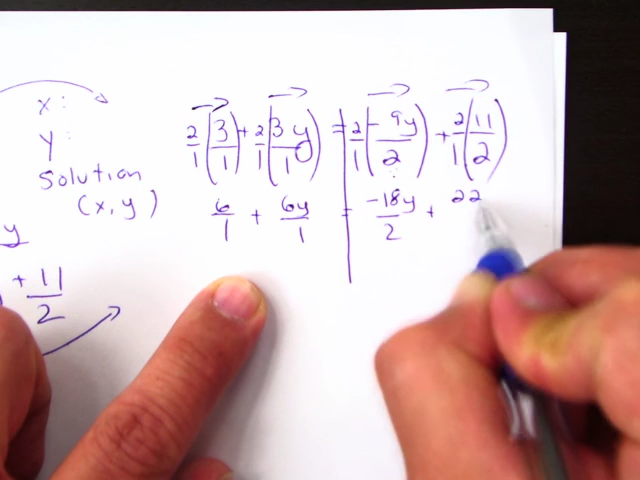 x:
y:
Solution
(x, y)
y
+ 11/2
2/1 (3/1) + 2/1 (3y/1) = 2/1 (-9y/2) + 2/1 (11/2)
6/1 + 6y/1 = -18y/2 + 22